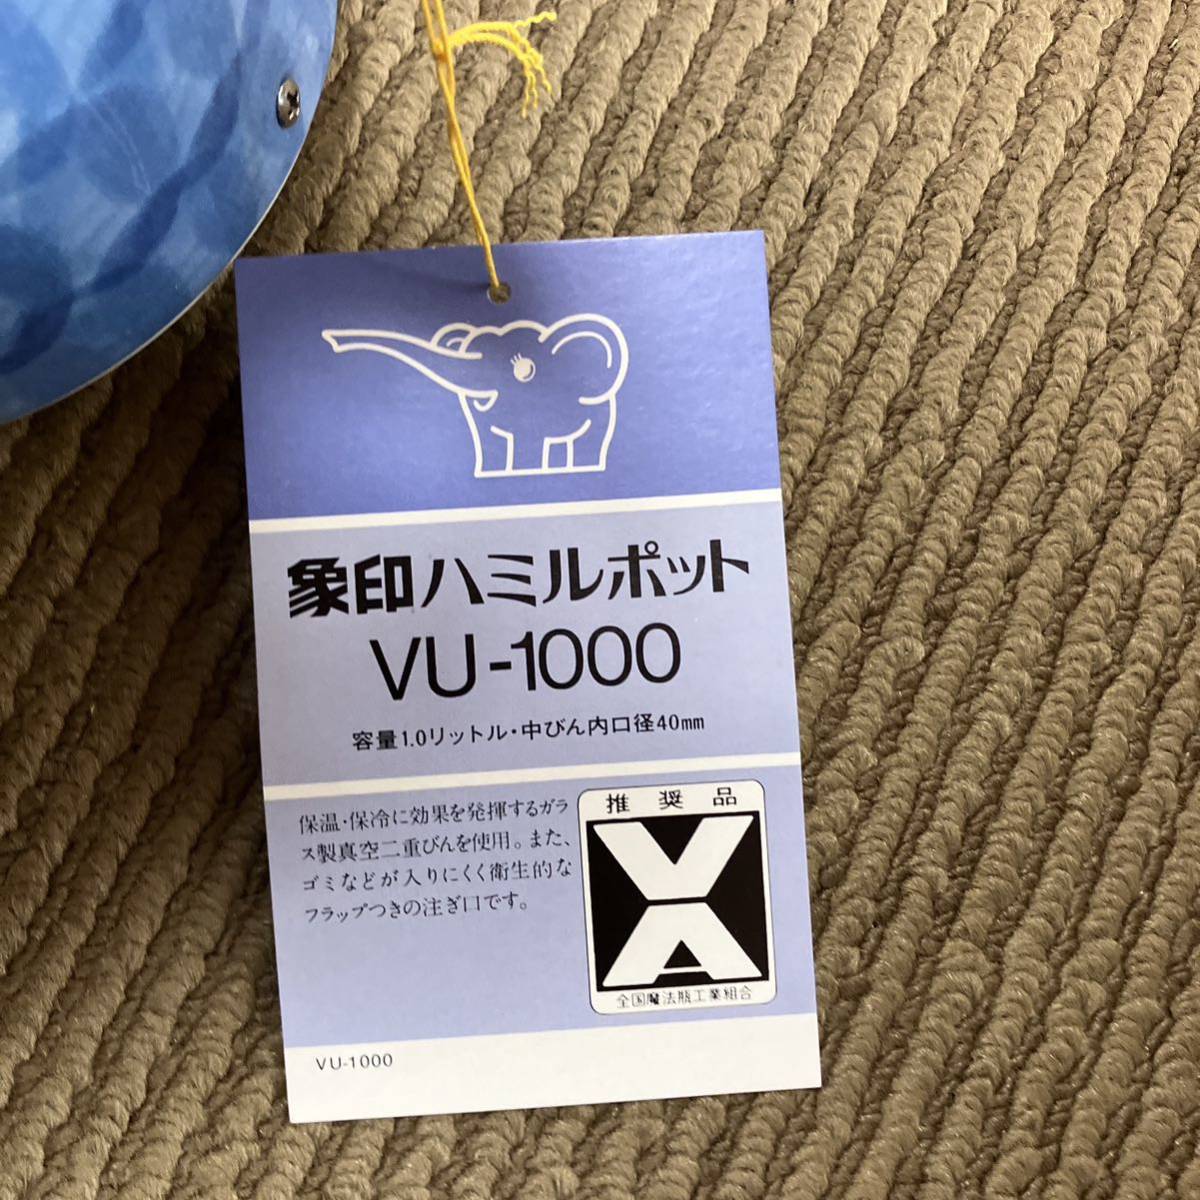 象印ハミルポット
VU-1000
容量1.0リットル・中びん内口径40mm
保温・保冷に効果を発揮するガラ
ス製真空二重びんを使用。また、
ゴミなどが入りにくく衛生的な
フラップつきの注ぎ口です。
推奨品
VA
全国魔法瓶工業組合
VU-1000